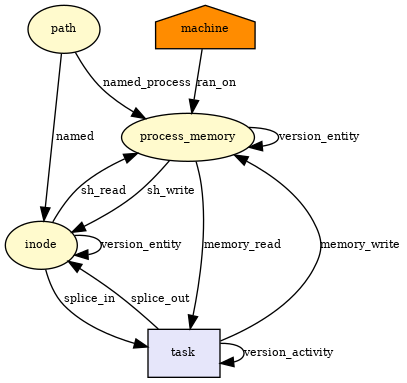 path
machine
named_process
ran_on
named
process_memory
version_entity
sh_read
sh_write
inode
version_entity
memory_read
memory_write
splice_in
splice_out
task
version_activity